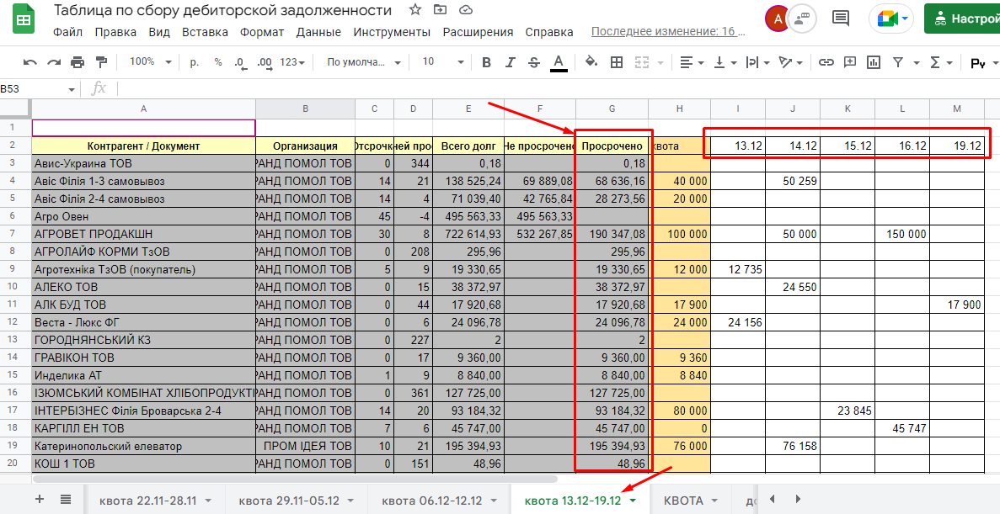 Таблица по сбору дебиторской задолженности
Файл Правка Вид Вставка Формат Данные Инструменты Расширения Справка Последнее изменение: 16 ...
А
Настрой
100% р. % .0 .00 123 По умолча... 10 B I S A Σ Ру
B53 fx
A B C D E F G H I J K L M
1
2 Контрагент / Документ Организация Отсрочк ней про Всего долг Не просрочено Просрочено квота 13.12 14.12 15.12 16.12 19.12
3 Авис-Украина ТОВ РАНД ПОМОЛ ТОВ 0 344 0,18 0,18
4 Авіс Філія 1-3 самовывоз РАНД ПОМОЛ ТОВ 14 21 138 525,24 69 889,08 68 636,16 40 000 50 259
5 Авіс Філія 2-4 самовывоз РАНД ПОМОЛ ТОВ 14 4 71 039,40 42 765,84 28 273,56 20 000
6 Агро Овен РАНД ПОМОЛ ТОВ 45 -4 495 563,33 495 563,33
7 АГРОВЕТ ПРОДАКШН РАНД ПОМОЛ ТОВ 30 8 722 614,93 532 267,85 190 347,08 100 000 50 000 150 000
8 АГРОЛАЙФ КОРМИ ТзОВ РАНД ПОМОЛ ТОВ 0 208 295,96 295,96
9 Агротехніка ТзОВ (покупатель) РАНД ПОМОЛ ТОВ 5 9 19 330,65 19 330,65 12 000 12 735
10 АЛЕКО ТОВ РАНД ПОМОЛ ТОВ 0 15 38 372,97 38 372,97 24 550
11 АЛК БУД ТОВ РАНД ПОМОЛ ТОВ 0 44 17 920,68 17 920,68 17 900 17 900
12 Веста - Люкс ФГ РАНД ПОМОЛ ТОВ 0 6 24 096,78 24 096,78 24 000 24 156
13 ГОРОДНЯНСЬКИЙ КЗ РАНД ПОМОЛ ТОВ 0 227 2 2
14 ГРАВІКОН ТОВ РАНД ПОМОЛ ТОВ 0 17 9 360,00 9 360,00 9 360
15 Инделика АТ РАНД ПОМОЛ ТОВ 1 9 8 840,00 8 840,00 8 840
16 ІЗЮМСЬКИЙ КОМБІНАТ ХЛІБОПРОДУКТІ РАНД ПОМОЛ ТОВ 0 361 127 725,00 127 725,00
17 ІНТЕРБІЗНЕС Філія Броварська 2-4 РАНД ПОМОЛ ТОВ 14 20 93 184,32 93 184,32 80 000 23 845
18 КАРГІЛЛ ЕН ТОВ РАНД ПОМОЛ ТОВ 7 6 45 747,00 45 747,00 0 45 747
19 Катеринопольский елеватор ПРОМ ІДЕЯ ТОВ 10 21 195 394,93 195 394,93 76 000 76 158
20 КОШ 1 ТОВ РАНД ПОМОЛ ТОВ 0 151 48,96 48,96
квота 22.11-28.11 квота 29.11-05.12 квота 06.12-12.12 квота 13.12-19.12 КВОТА